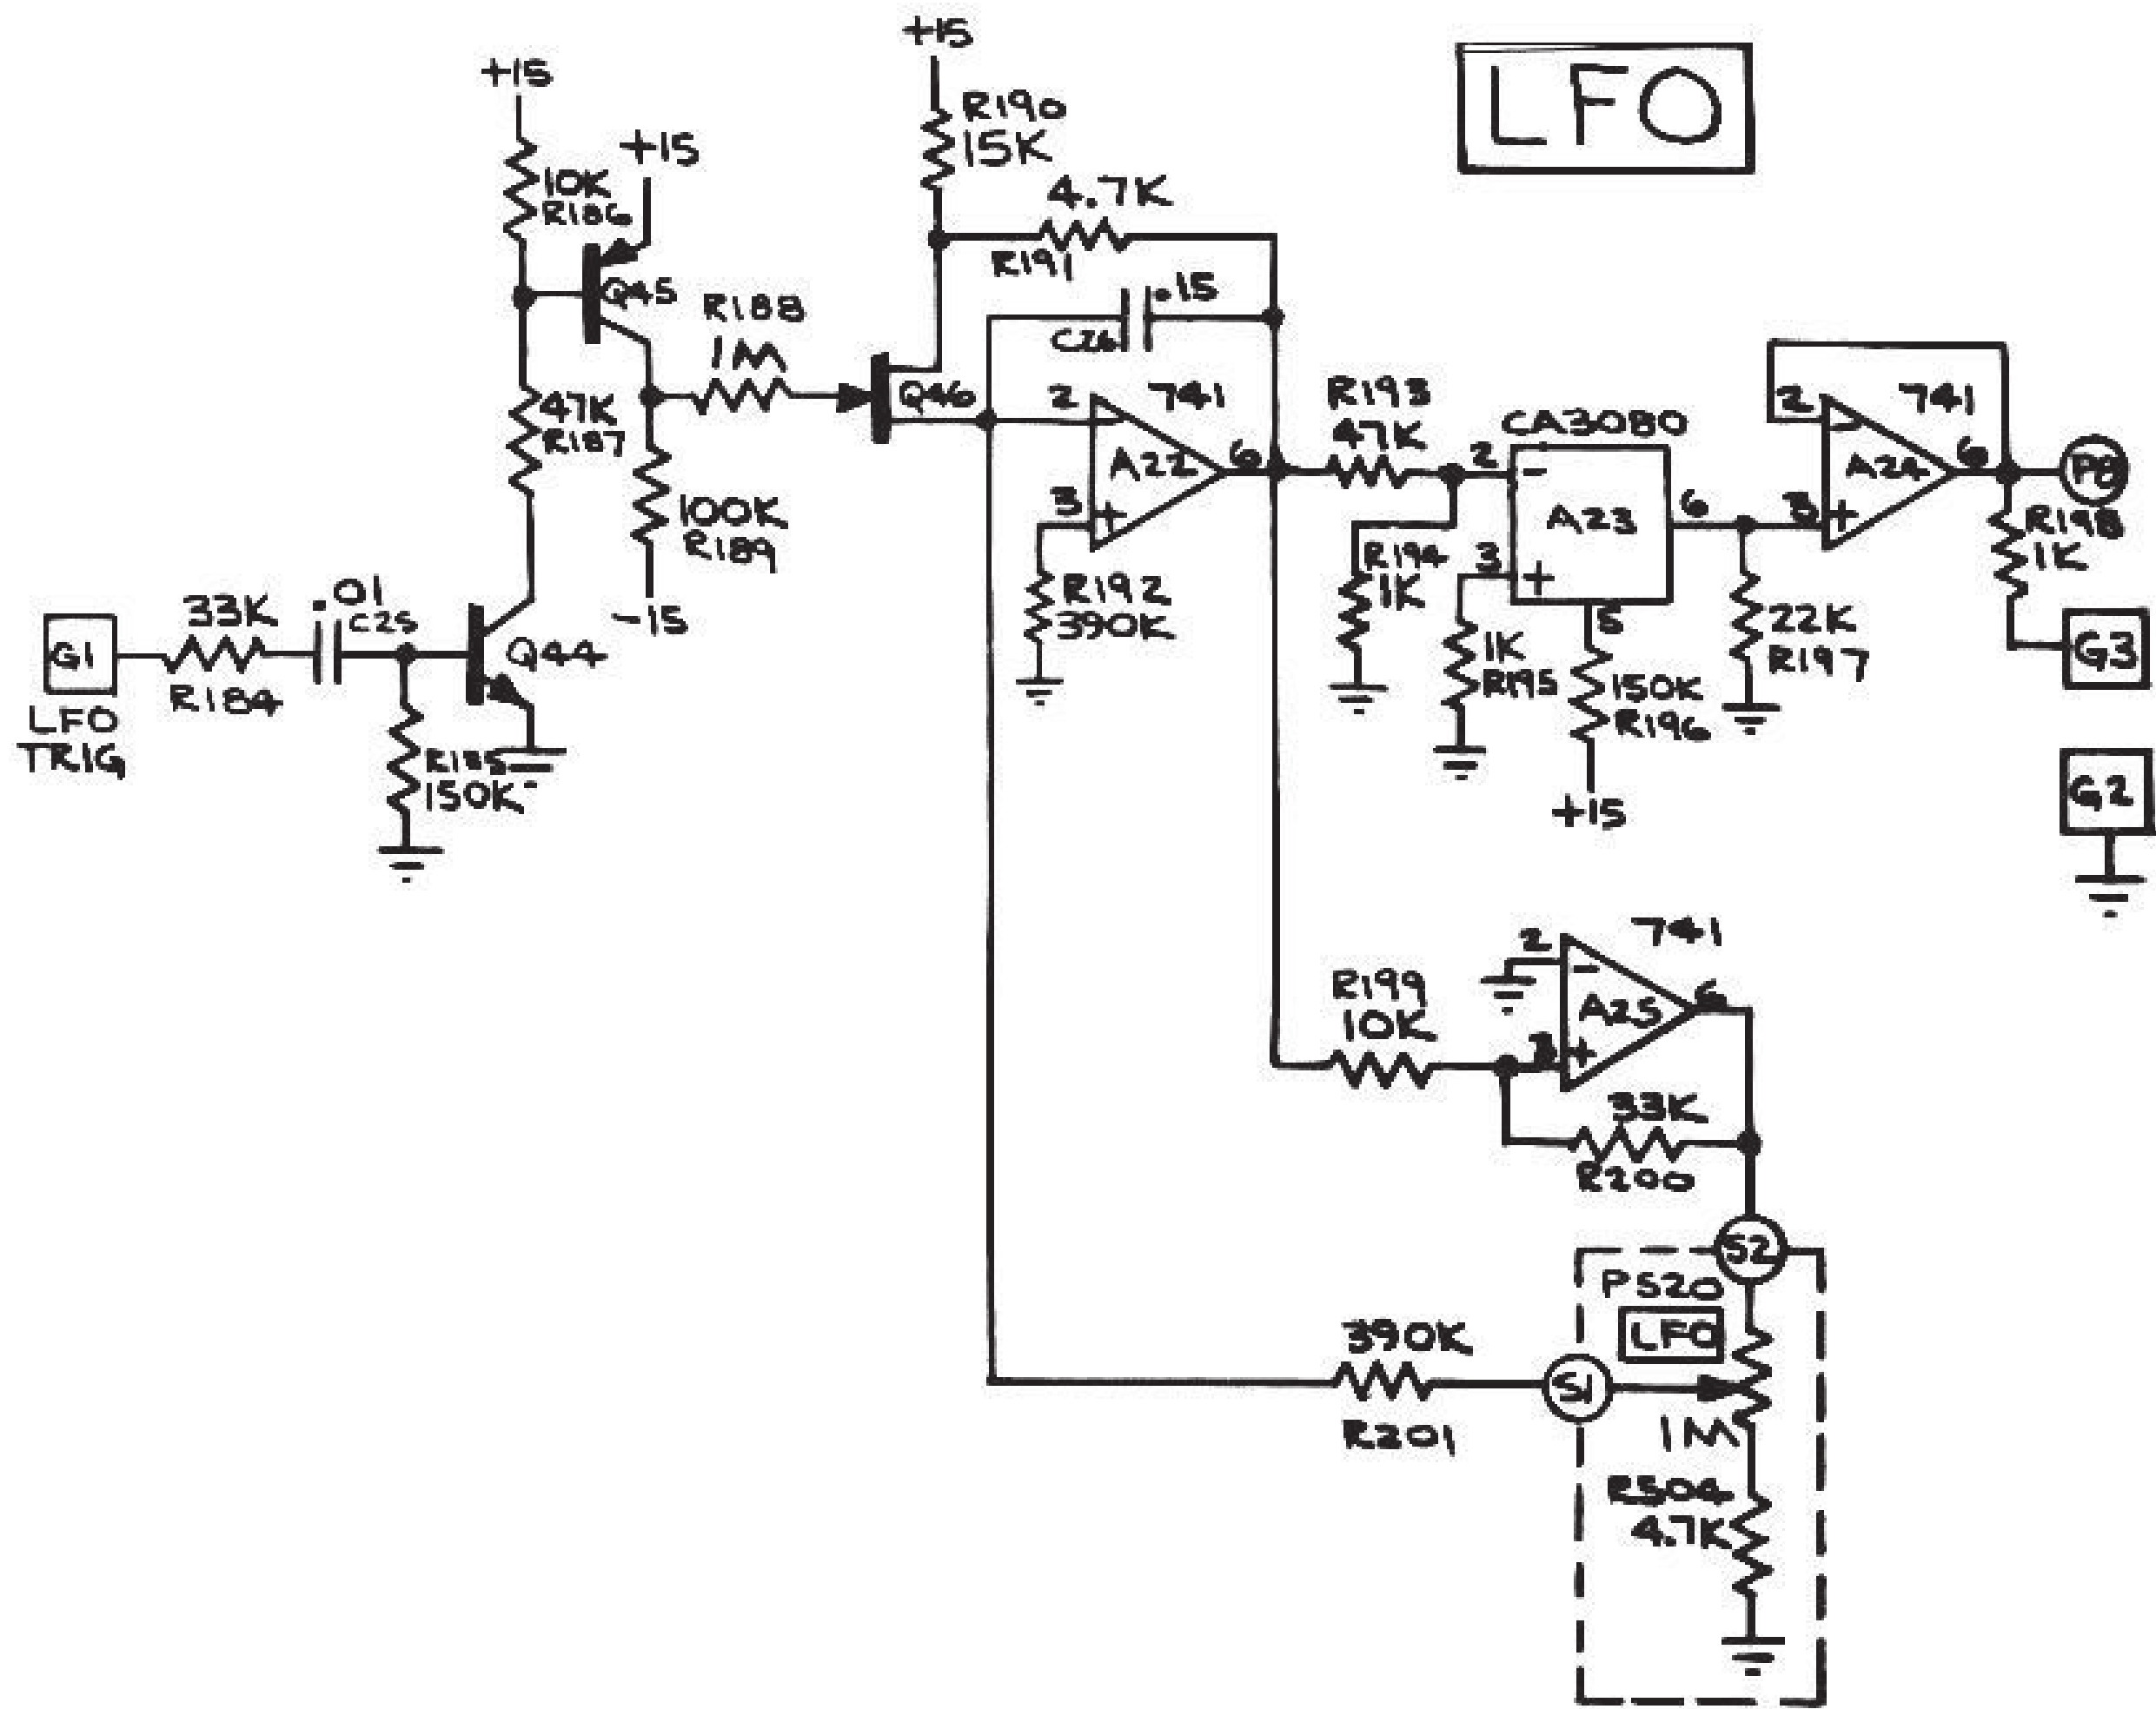 LFO
+15
+15
+15
R190
15K
10K
R186
4.7K
R191
Q45
R188
1M
.15
C26
47K
R187
Q46
2
741
A22
6
3
+
R193
47K
CA3080
2
-
A23
6
3
+
5
2
741
A24
6
3
+
P8
100K
R189
-15
R192
390K
R194
1K
1K
R195
150K
R196
+15
22K
R197
R198
1K
G3
G2
G1
LFO
TRIG
33K
R184
.01
C25
Q44
R185
150K
741
2
-
A25
6
3
+
R199
10K
33K
R200
S2
P520
LFO
390K
R201
S1
1M
R504
4.7K